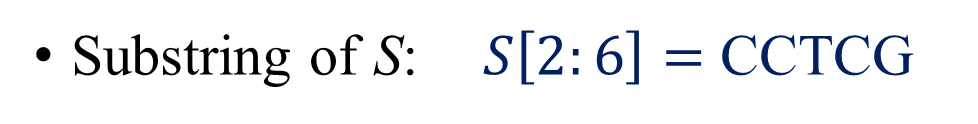 • Substring of S: S[2: 6] = CCTCG